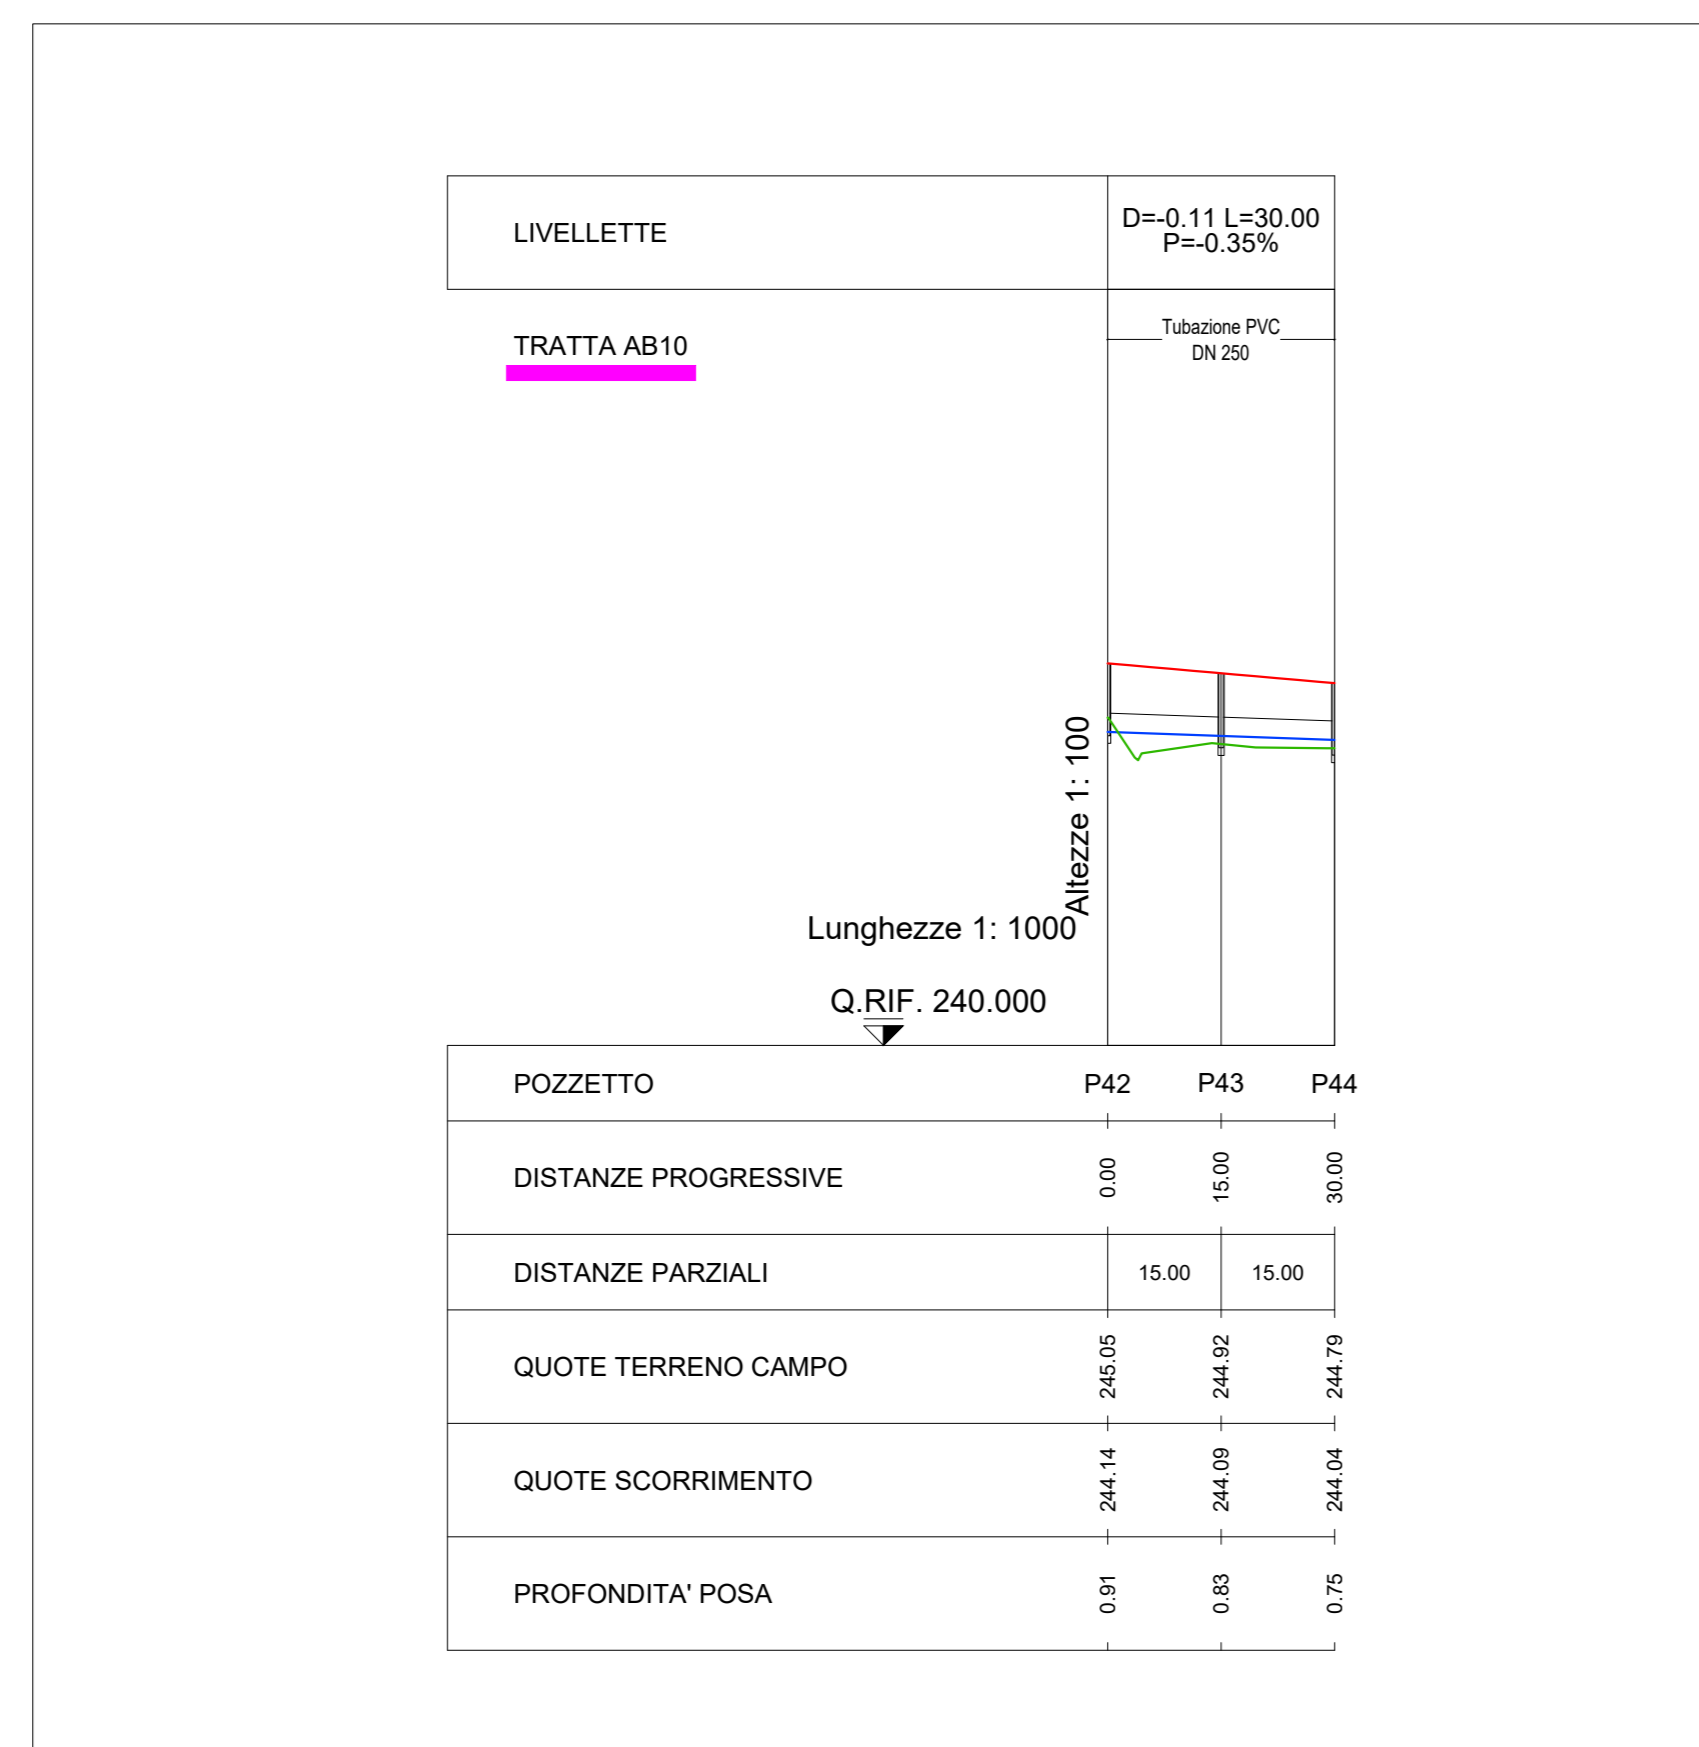 LIVELLETTE
D=-0.11 L=30.00
P=-0.35%
TRATTA AB10
Tubazione PVC
DN 250
Altezze 1: 100
Lunghezze 1: 1000
Q.RIF. 240.000
POZZETTO P42 P43 P44
DISTANZE PROGRESSIVE 0.00 15.00 30.00
DISTANZE PARZIALI 15.00 15.00
QUOTE TERRENO CAMPO 245.05 244.92 244.79
QUOTE SCORRIMENTO 244.14 244.09 244.04
PROFONDITA' POSA 0.91 0.83 0.75